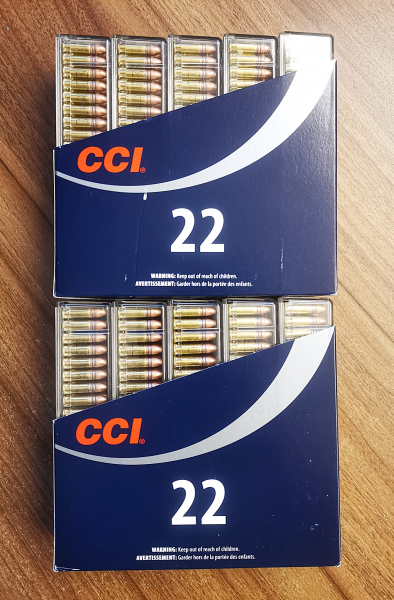 CCI®
22
WARNING: Keep out of reach of children.
AVERTISSEMENT: Garder hors de la portée des enfants.
CCI®
22
WARNING: Keep out of reach of children.
AVERTISSEMENT: Garder hors de la portée des enfants.